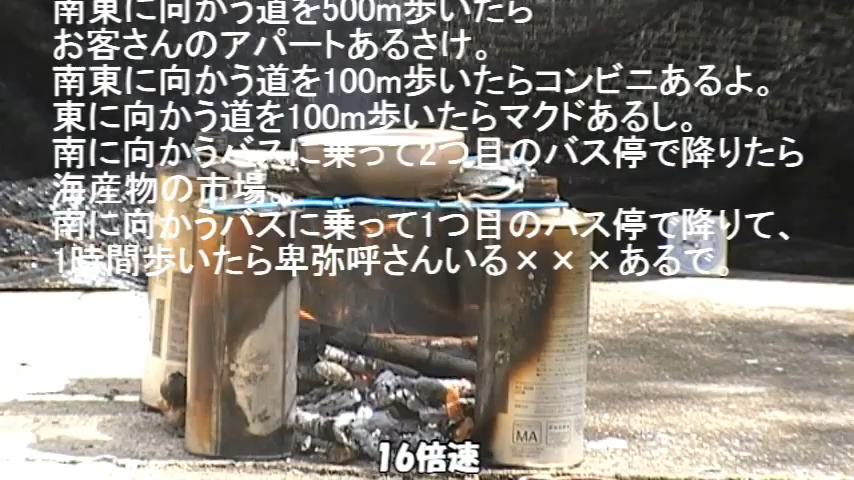 南東に向かう道を500m歩いたら
お客さんのアパートあるさけ。
南東に向かう道を100m歩いたらコンビニあるよ。
東に向かう道を100m歩いたらマクドあるし。
南に向かうバスに乗って2つ目のバス停で降りたら
海産物の市場。
南に向かうバスに乗って1つ目のバス停で降りて、
1時間歩いたら卑弥呼さんいる×××あるで。
MA
16倍速